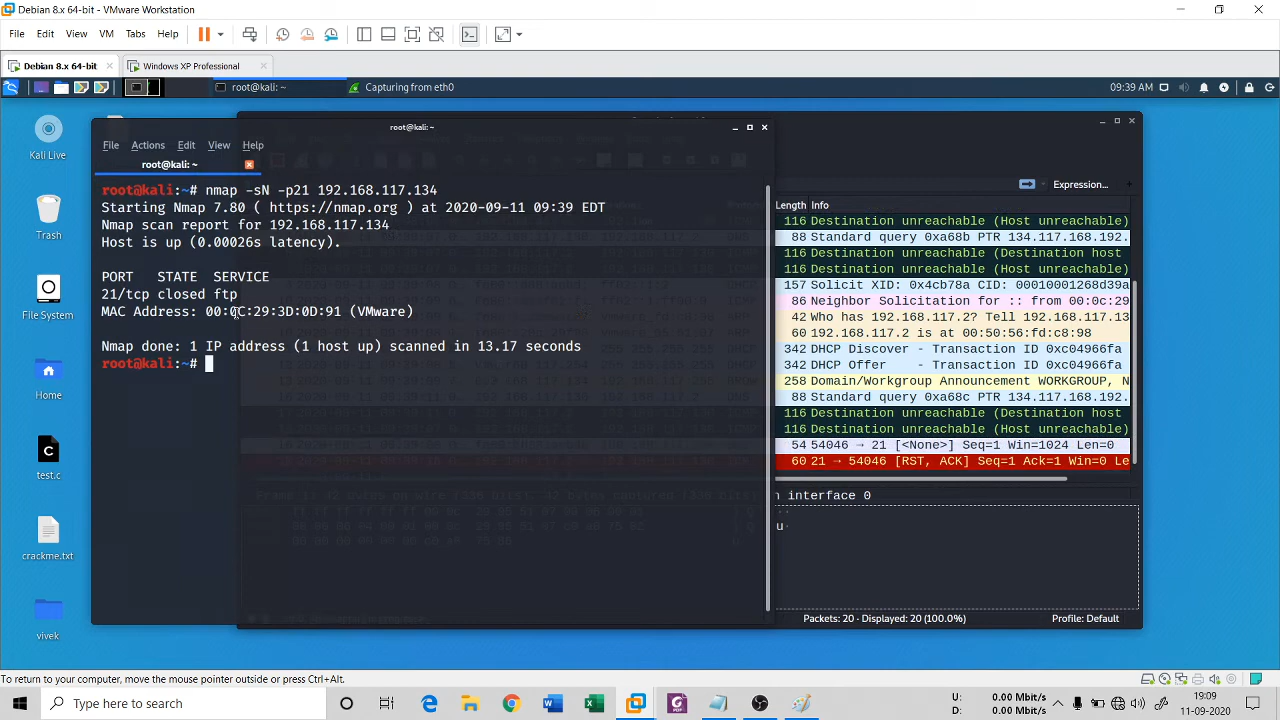 Debian 8.x 64-bit - VMware Workstation
File Edit View VM Tabs Help
Debian 8.x 64-bit
Windows XP Professional
root@kali: ~
Capturing from eth0
09:39 AM
Kali Live
Trash
File System
Home
test.c
crackme.txt
vivek
root@kali:~
File Actions Edit View Help
root@kali: ~
root@kali:~# nmap -sN -p21 192.168.117.134
Starting Nmap 7.80 ( https://nmap.org ) at 2020-09-11 09:39 EDT
Nmap scan report for 192.168.117.134
Host is up (0.00026s latency).
PORT STATE SERVICE
21/tcp closed ftp
MAC Address: 00:0C:29:3D:0D:91 (VMware)
Nmap done: 1 IP address (1 host up) scanned in 13.17 seconds
root@kali:~#
Expression...
Length Info
116 Destination unreachable (Host unreachable)
88 Standard query 0xa68b PTR 134.117.168.192.
116 Destination unreachable (Destination host
116 Destination unreachable (Host unreachable)
157 Solicit XID: 0x4cb78a CID: 00010001268d39a
86 Neighbor Solicitation for :: from 00:0c:29
42 Who has 192.168.117.2? Tell 192.168.117.13
60 192.168.117.2 is at 00:50:56:fd:c8:98
342 DHCP Discover - Transaction ID 0xc04966fa
342 DHCP Offer - Transaction ID 0xc04966fa
258 Domain/Workgroup Announcement WORKGROUP, N
88 Standard query 0xa68c PTR 134.117.168.192.
116 Destination unreachable (Destination host
116 Destination unreachable (Host unreachable)
54 54046 → 21 [<None>] Seq=1 Win=1024 Len=0
60 21 → 54046 [RST, ACK] Seq=1 Ack=1 Win=0 Le
n interface 0
u·
Packets: 20 · Displayed: 20 (100.0%)
Profile: Default
To return to your computer, move the mouse pointer outside or press Ctrl+Alt.
Type here to search
U: 0.00 Mbit/s
D: 0.00 Mbit/s
19:09
11-09-2020